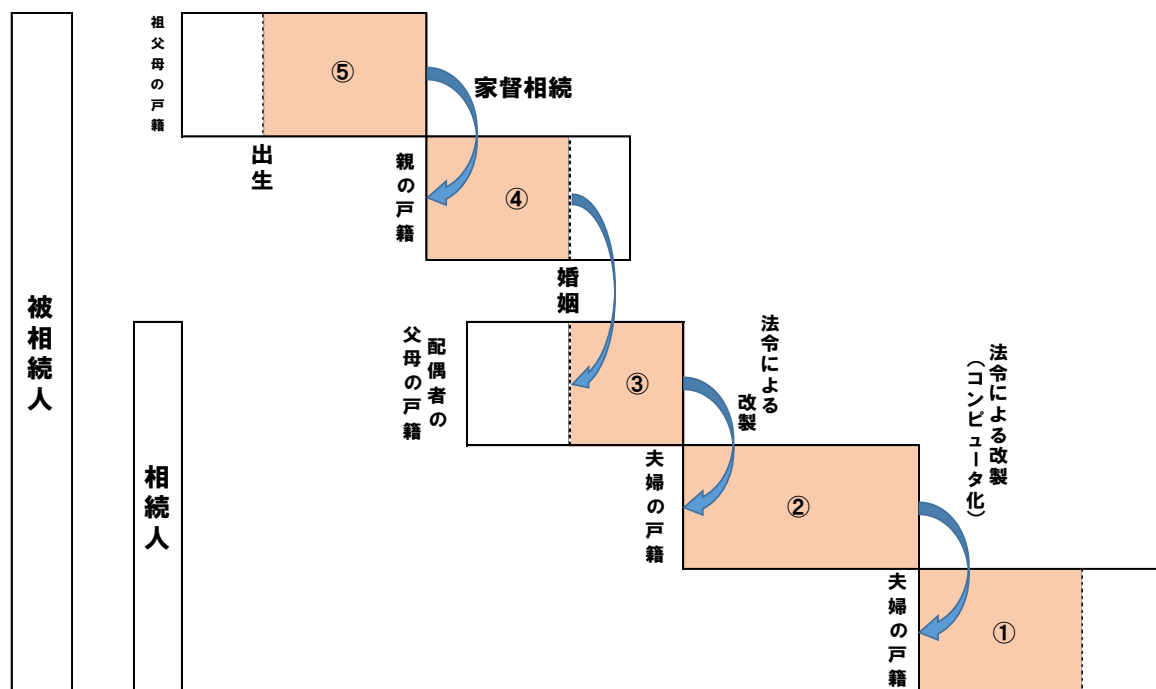 祖父母の戸籍
⑤
家督相続
出生
親の戸籍
④
婚姻
被相続人
相続人
配偶者の
父母の戸籍
③
法令による
改製
夫婦の戸籍
②
法令による改製
（コンピュータ化）
夫婦の戸籍
①